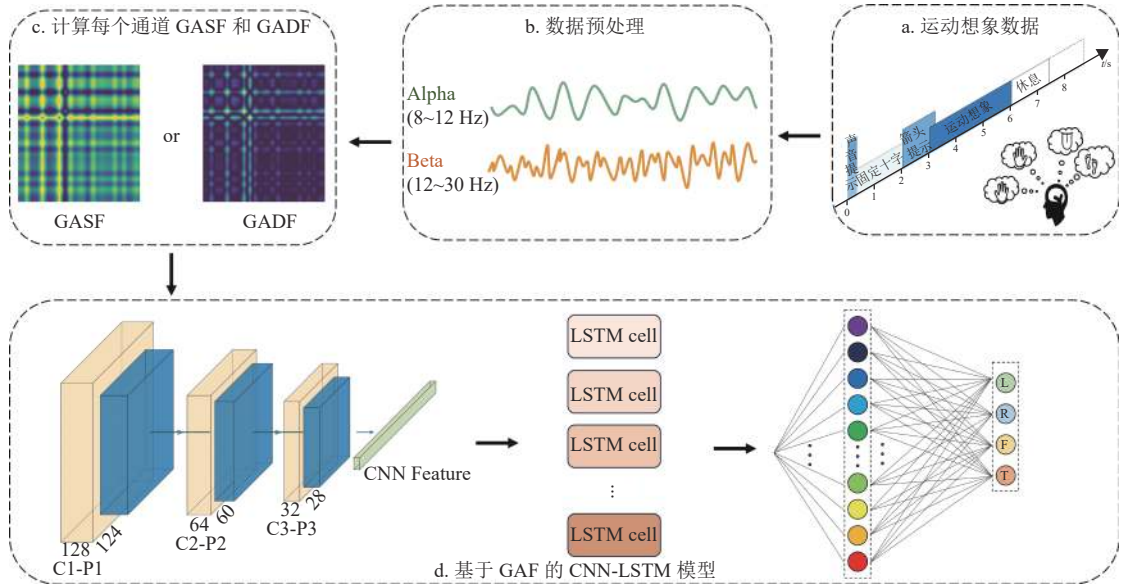 c. 计算每个通道 GASF 和 GADF
GASF
or
GADF
b. 数据预处理
Alpha
(8~12 Hz)
Beta
(12~30 Hz)
a. 运动想象数据
t/s
声音提示
固定十字
箭头提示
运动想象
休息
0
1
2
3
4
5
6
7
8
128
124
C1-P1
64
60
C2-P2
32
28
C3-P3
CNN Feature
LSTM cell
LSTM cell
LSTM cell
...
LSTM cell
L
R
F
T
d. 基于 GAF 的 CNN-LSTM 模型